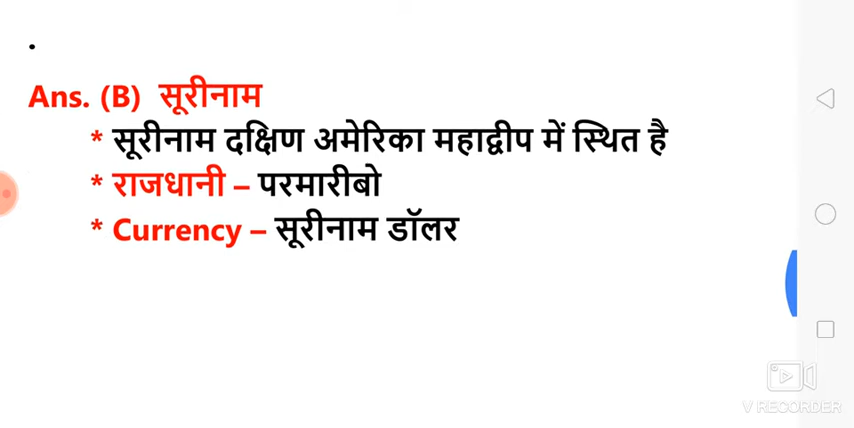 .
Ans. (B) सूरीनाम
* सूरीनाम दक्षिण अमेरिका महाद्वीप में स्थित है
* राजधानी – परमारीबो
* Currency – सूरीनाम डॉलर
V RECORDER